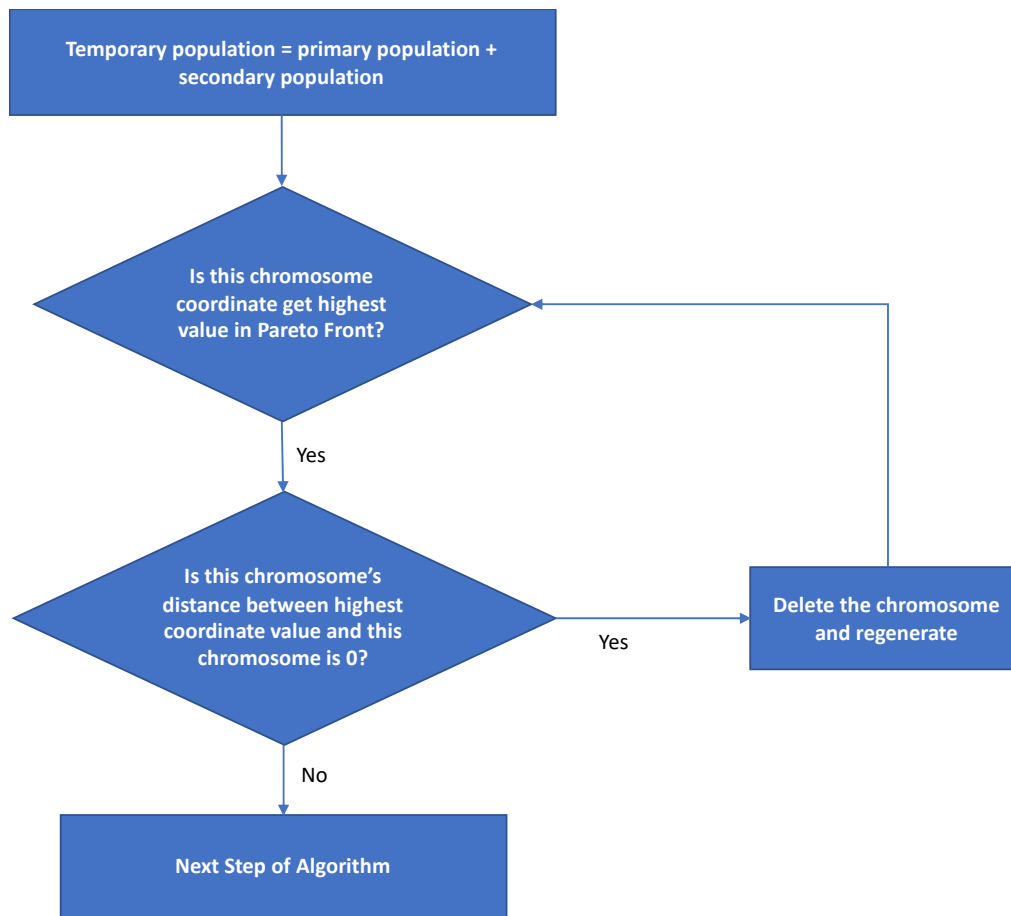 Temporary population = primary population +
secondary population
Is this chromosome
coordinate get highest
value in Pareto Front?
Yes
Is this chromosome's
distance between highest
coordinate value and this
chromosome is 0?
Yes
Delete the chromosome
and regenerate
No
Next Step of Algorithm